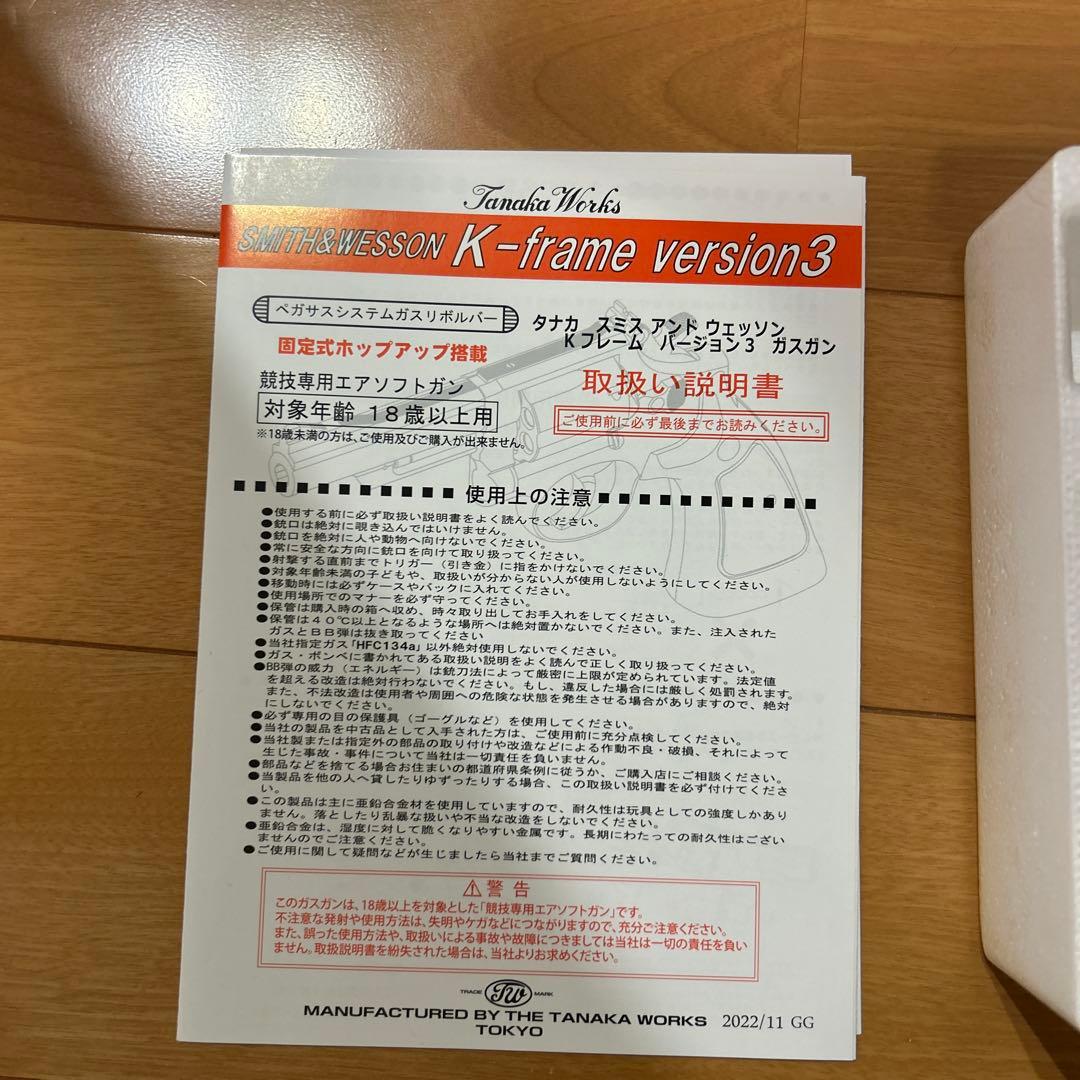 Tanaka Works
SMITH&WESSON K-frame version3
ペガサスシステムガスリボルバー
固定式ホップアップ搭載
競技専用エアソフトガン
対象年齢 18歳以上用
※18歳未満の方は、ご使用及びご購入が出来ません。
タナカ スミス アンド ウェッソン
K フレーム バージョン3 ガスガン
取扱い説明書
ご使用前に必ず最後までお読みください。
使用上の注意
●使用する前に必ず取扱い説明書をよく読んでください。
●銃口は絶対に覗き込んではいけません。
●銃口を絶対に人や動物へ向けないでください。
●常に安全な方向に銃口を向けて取り扱ってください。
●射撃する直前までトリガー(引き金)に指をかけないでください。
●対象年齢未満の子どもや、取扱いが分からない人が使用しないようにしてください。
●移動時には必ずケースやバックに入れてください。
●使用場所でのマナーを必ず守ってください。
●保管は購入時の箱へ収め、時々取り出してお手入れをしてください。
●保管は40℃以上となるような場所へは絶対置かないでください。また、注入された
ガスとBB弾は抜き取ってください
●当社指定ガス「HFC134a」以外絶対使用しないでください。
●ガス・ボンベに書かれてある取扱い説明をよく読んで正しく取り扱ってください。
●BB弾の威力(エネルギー)は銃刀法によって厳密に上限が定められています。法定値
を超える改造は絶対行わないでください。もし、違反した場合には厳しく処罰されます。
また、不法改造は使用者や周囲への危険な状態を発生させる場合がありますので、絶対
にしないでください。
●必ず専用の目の保護具(ゴーグルなど)を使用してください。
●当社の製品を中古品として入手された方は、ご使用前に充分点検してください。
●当社製または指定外の部品の取り付けや改造などによる作動不良・破損、それによって
生じた事故・事件について当社は一切責任を負いません。
●部品などを捨てる場合お住まいの都道府県条例に従うか、ご購入店にご相談ください。
●当製品を他の人へ貸したりゆずったりする場合、この取扱い説明書を必ず付けてくださ
い。
●この製品は主に亜鉛合金材を使用していますので、耐久性は玩具としての強度しかあり
ません。落としたり乱暴な扱いや不当な改造をしないでください。
●亜鉛合金は、湿度に対して脆くなりやすい金属です。長期にわたっての耐久性はござい
ませんのでご注意ください。
●ご使用に関して疑問などが生じましたら当社までご質問ください。
⚠警告
このガスガンは、18歳以上を対象とした「競技専用エアソフトガン」です。
不注意な発射や使用方法は、失明やケガなどにつながりますので、充分ご注意ください。
また、誤った使用方法や、取扱いによる事故や故障につきましては当社は一切の責任を負い
ません。取扱説明書を紛失された場合は、当社よりお求めください。
TRADE TW MARK
MANUFACTURED BY THE TANAKA WORKS 2022/11 GG
TOKYO